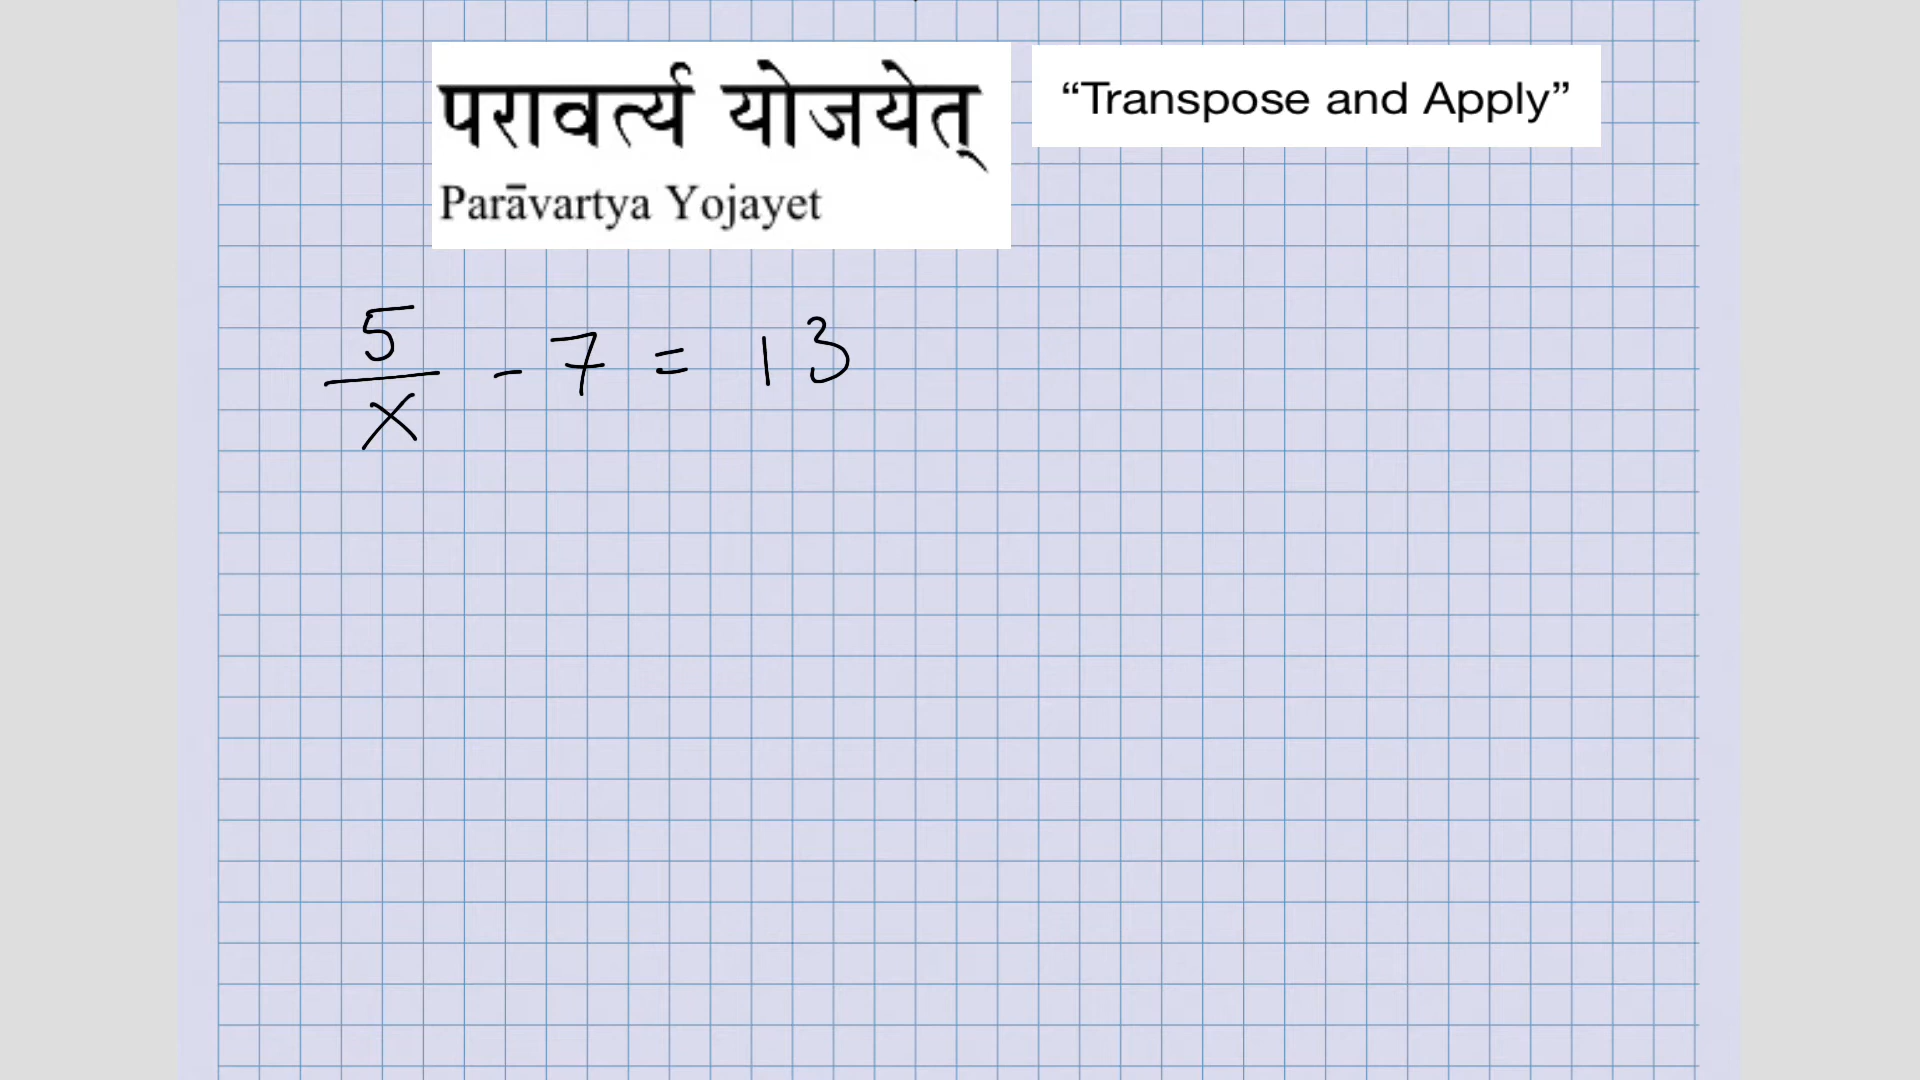 परावर्त्य योजयेत्
Parāvartya Yojayet
“Transpose and Apply”
5/x - 7 = 13